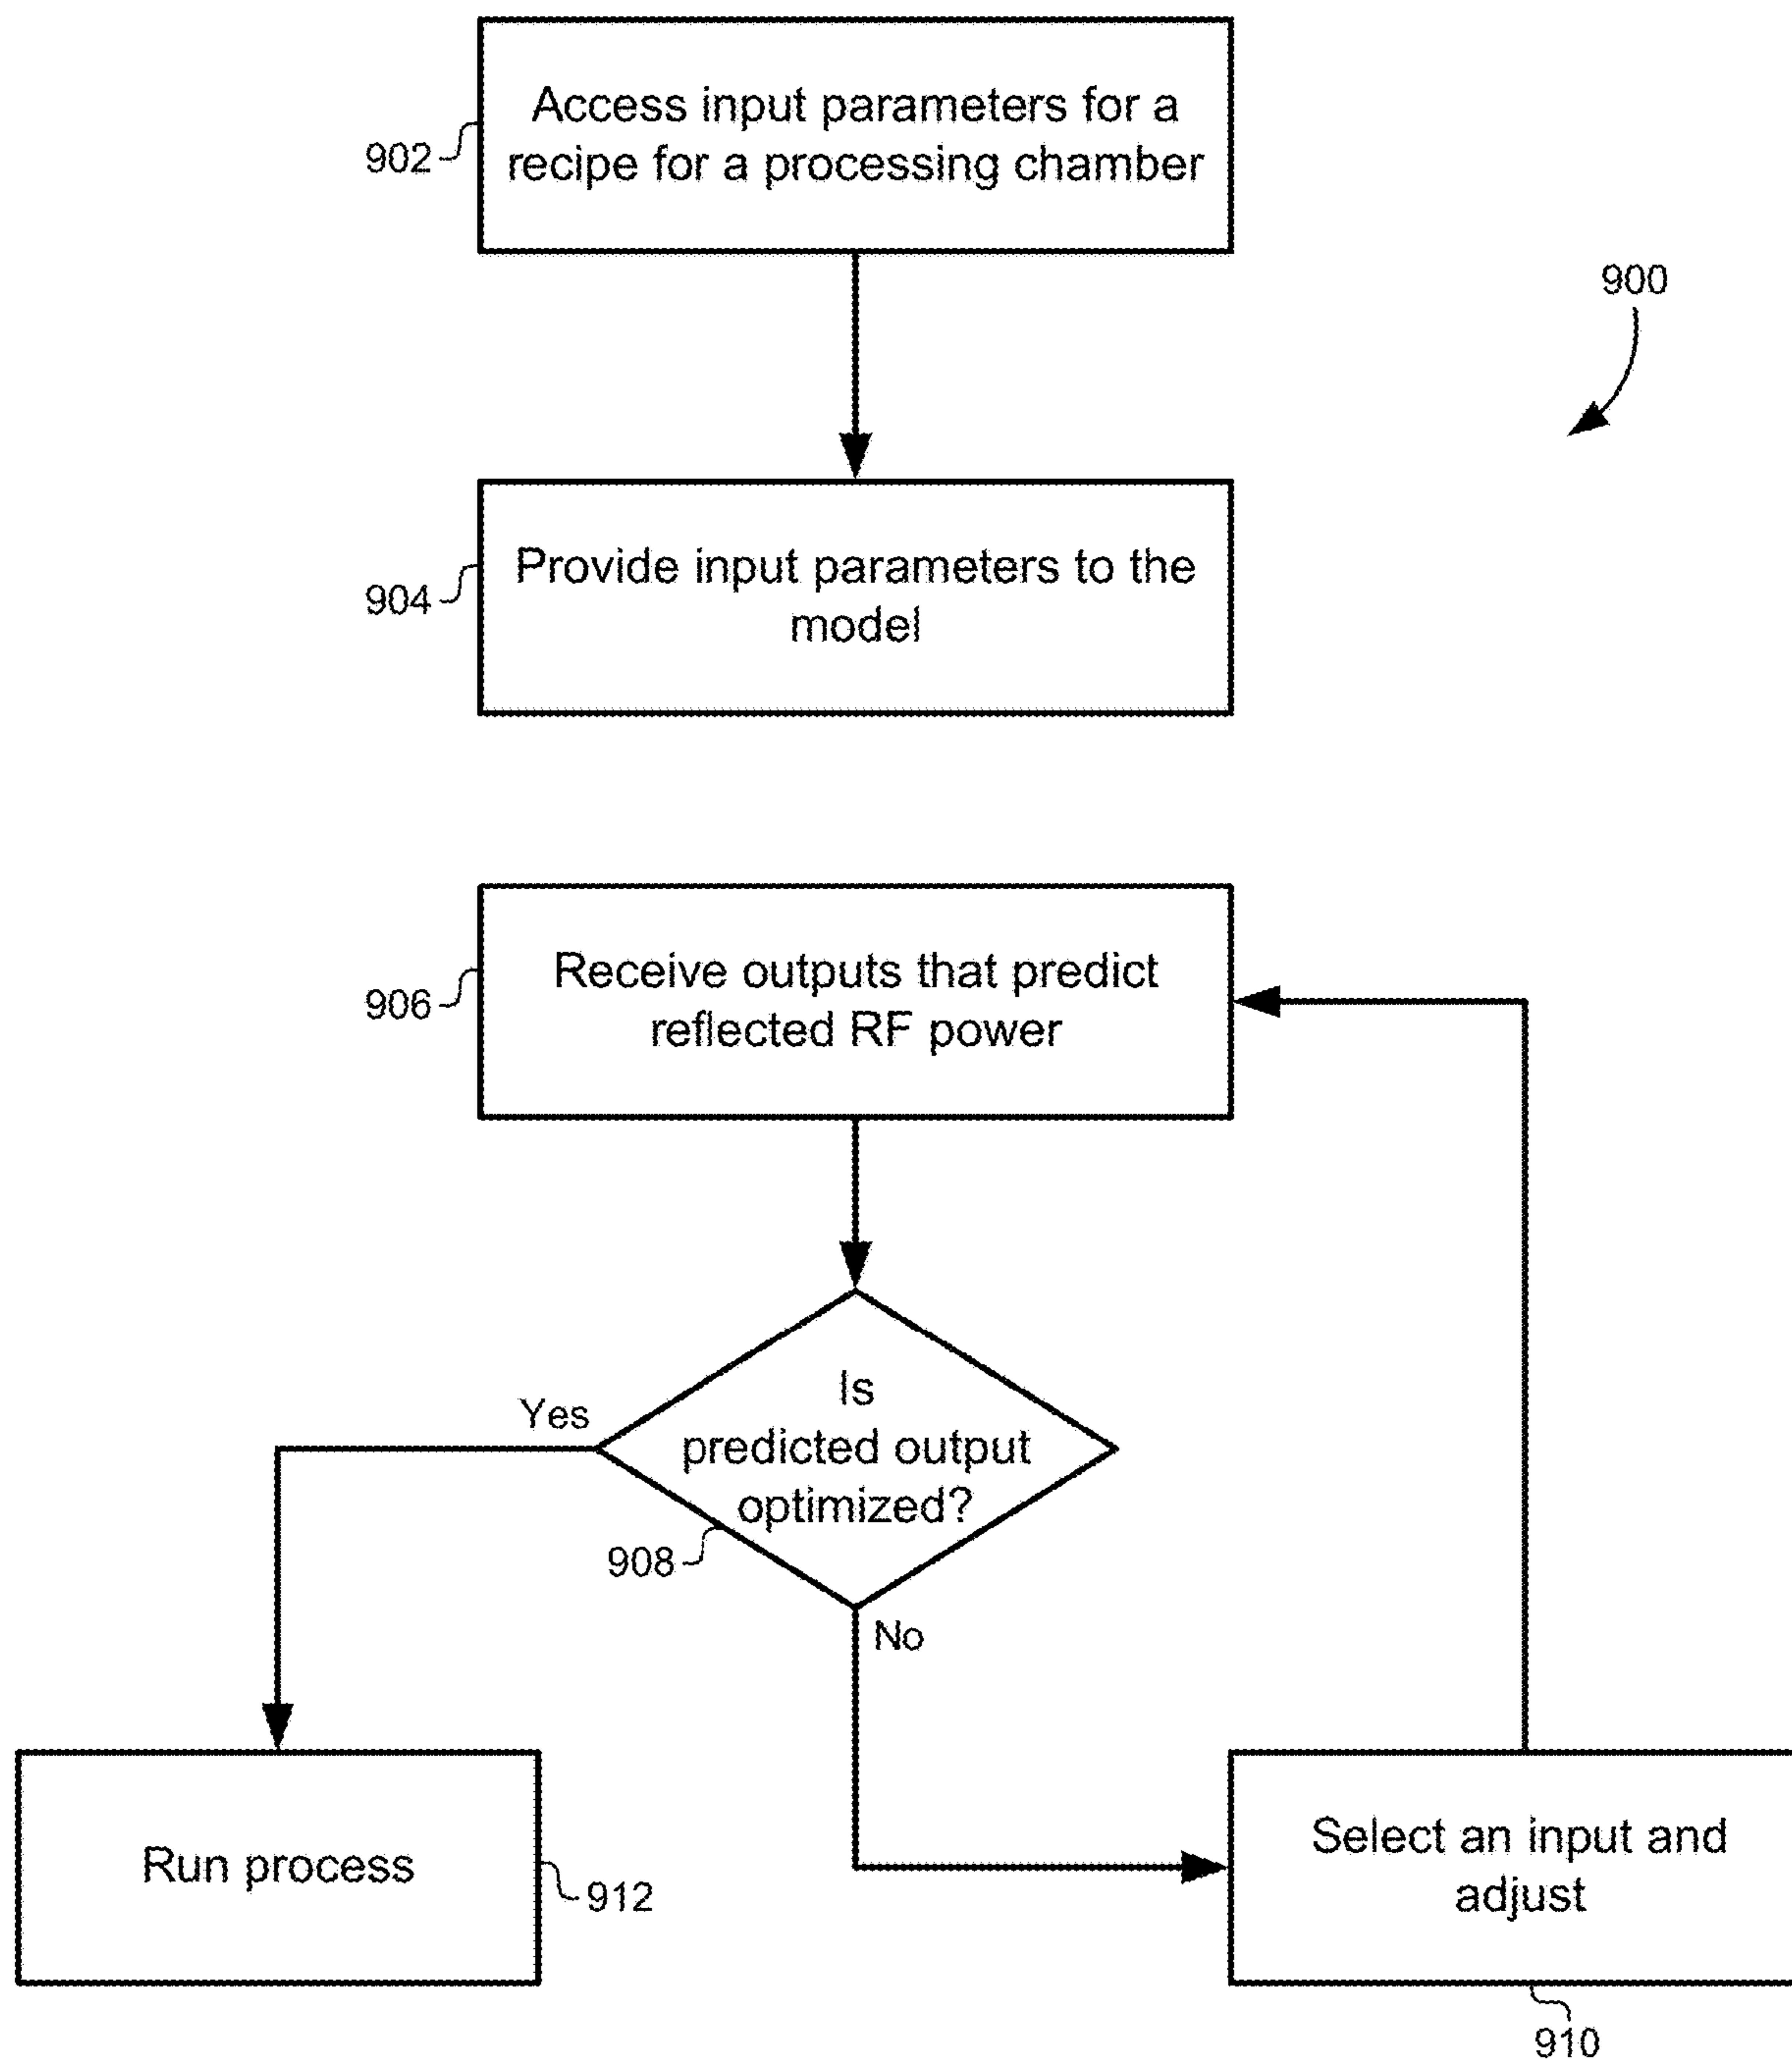 Access input parameters for a
recipe for a processing chamber
902
900
Provide input parameters to the
model
904
Receive outputs that predict
reflected RF power
906
Is
predicted output
optimized?
Yes
908
No
Run process
912
Select an input and
adjust
910